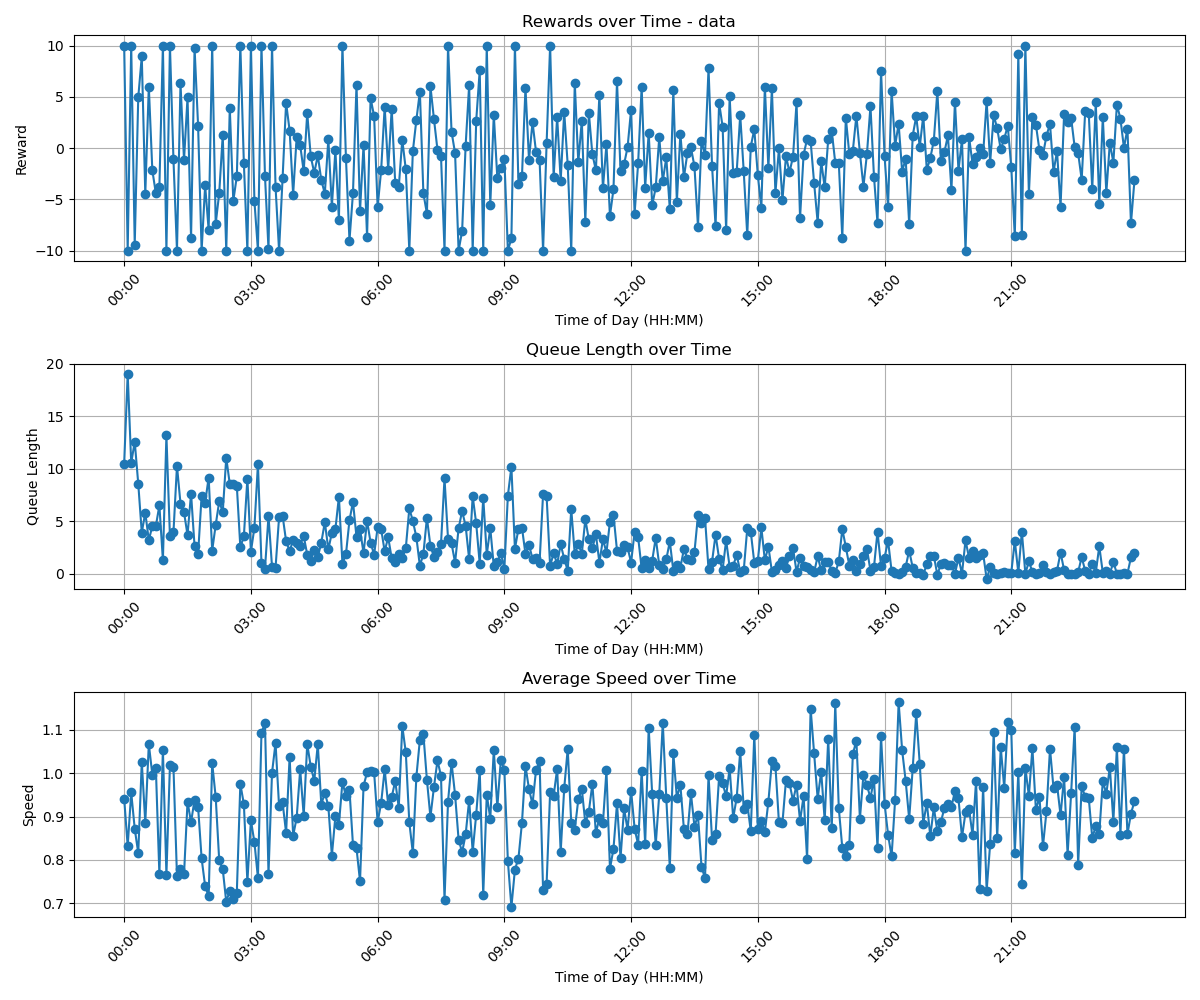 Rewards over Time - data
Reward
10
5
0
−5
−10
00:00 03:00 06:00 09:00 12:00 15:00 18:00 21:00
Time of Day (HH:MM)
Queue Length over Time
Queue Length
20
15
10
5
0
00:00 03:00 06:00 09:00 12:00 15:00 18:00 21:00
Time of Day (HH:MM)
Average Speed over Time
Speed
1.1
1.0
0.9
0.8
0.7
00:00 03:00 06:00 09:00 12:00 15:00 18:00 21:00
Time of Day (HH:MM)